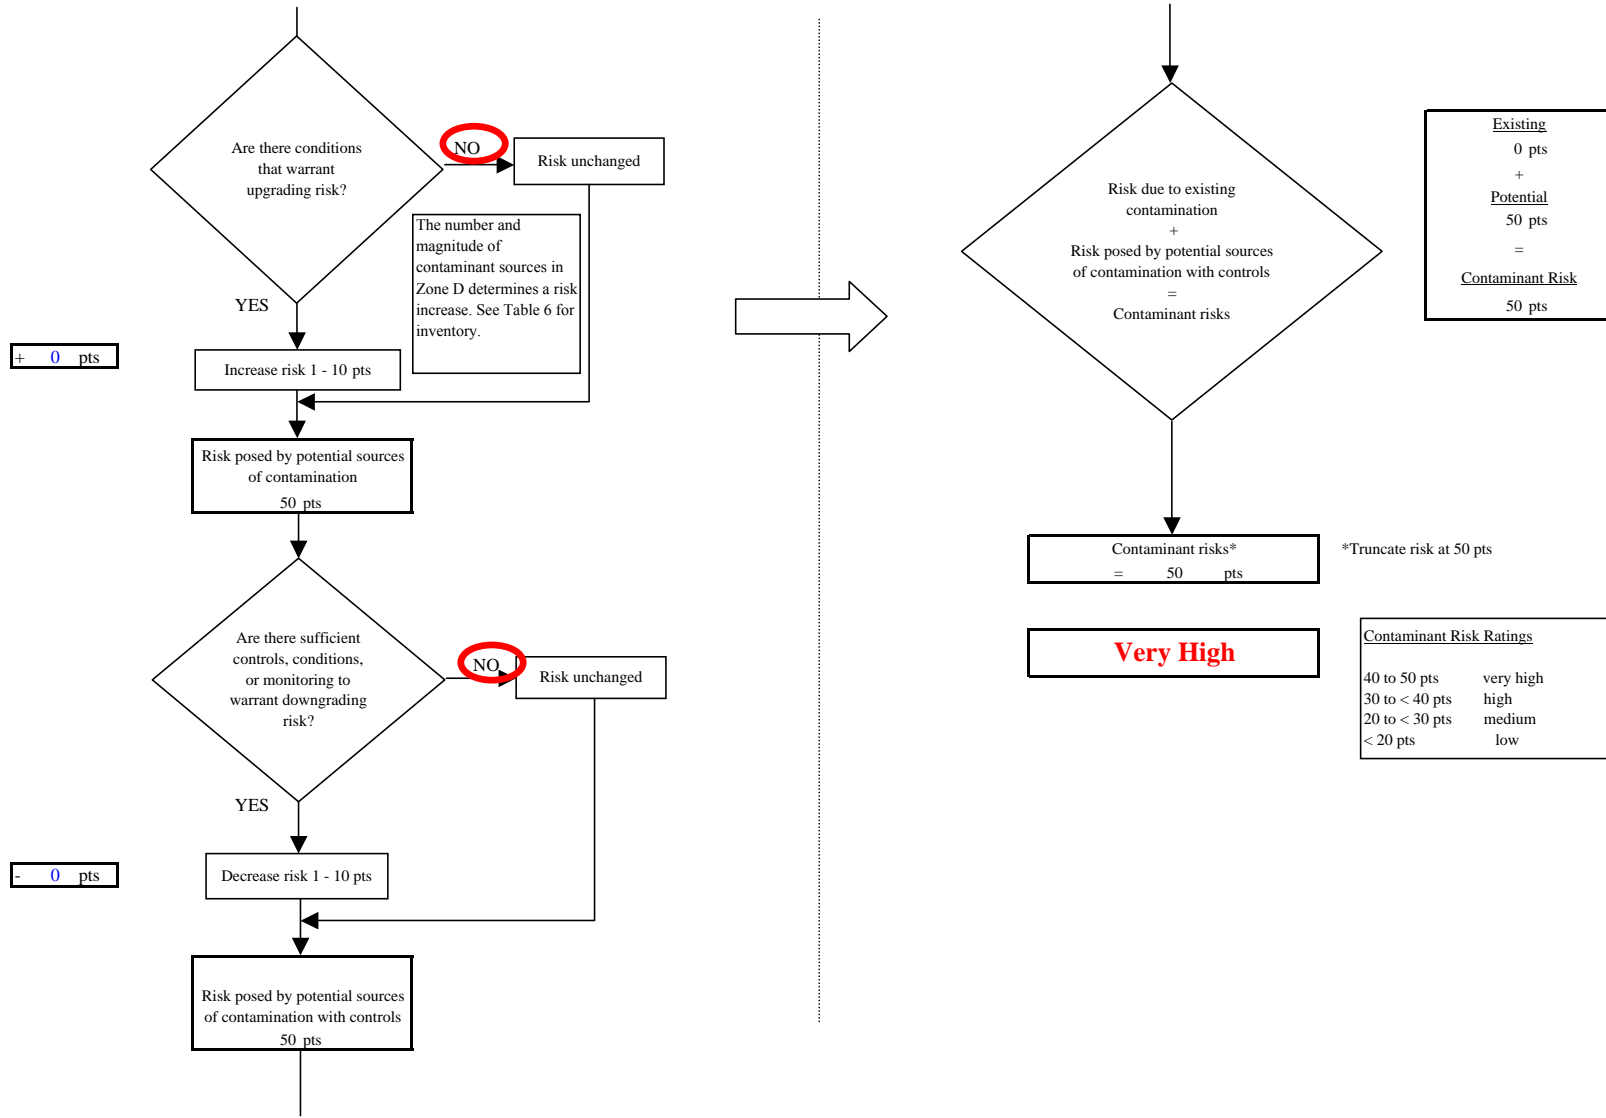 Are there conditions
that warrant
upgrading risk?
NO
Risk unchanged
The number and
magnitude of
contaminant sources in
Zone D determines a risk
increase. See Table 6 for
inventory.
YES
+ 0 pts
Increase risk 1 - 10 pts
Risk posed by potential sources
of contamination
50 pts
Are there sufficient
controls, conditions,
or monitoring to
warrant downgrading
risk?
NO
Risk unchanged
YES
- 0 pts
Decrease risk 1 - 10 pts
Risk posed by potential sources
of contamination with controls
50 pts
Risk due to existing
contamination
+
Risk posed by potential sources
of contamination with controls
=
Contaminant risks
Existing
0 pts
+
Potential
50 pts
=
Contaminant Risk
50 pts
Contaminant risks*
= 50 pts
*Truncate risk at 50 pts
Very High
Contaminant Risk Ratings
40 to 50 pts very high
30 to < 40 pts high
20 to < 30 pts medium
< 20 pts low